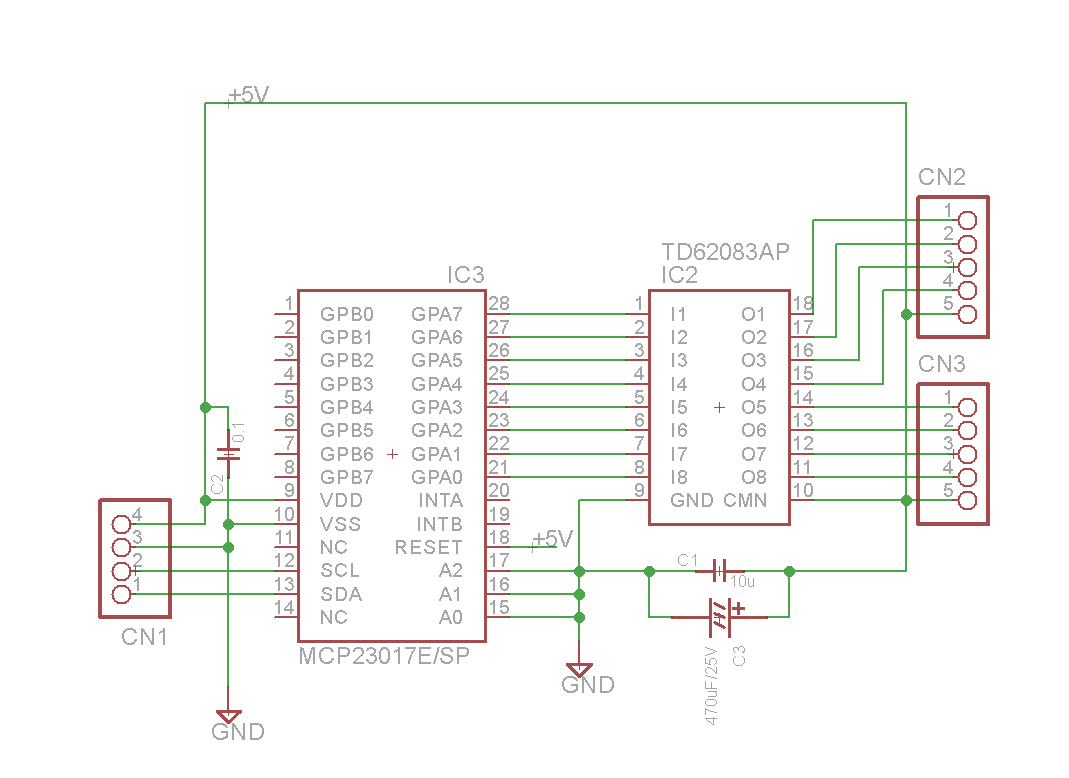 +5V
CN2
1
2
3
4
5
TD62083AP
IC2
IC3
1 GPB0 GPA7 28
2 GPB1 GPA6 27
3 GPB2 GPA5 26
4 GPB3 GPA4 25
5 GPB4 GPA3 24
6 GPB5 GPA2 23
7 GPB6 GPA1 22
8 GPB7 GPA0 21
9 VDD INTA 20
10 VSS INTB 19
11 NC RESET 18
12 SCL A2 17
13 SDA A1 16
14 NC A0 15
MCP23017E/SP
1 I1 O1 18
2 I2 O2 17
3 I3 O3 16
4 I4 O4 15
5 I5 O5 14
6 I6 O6 13
7 I7 O7 12
8 I8 O8 11
9 GND CMN 10
CN3
1
2
3
4
5
0.1
C2
4
3
2
1
CN1
+5V
C1
10u
470uF/25V
C3
GND
GND